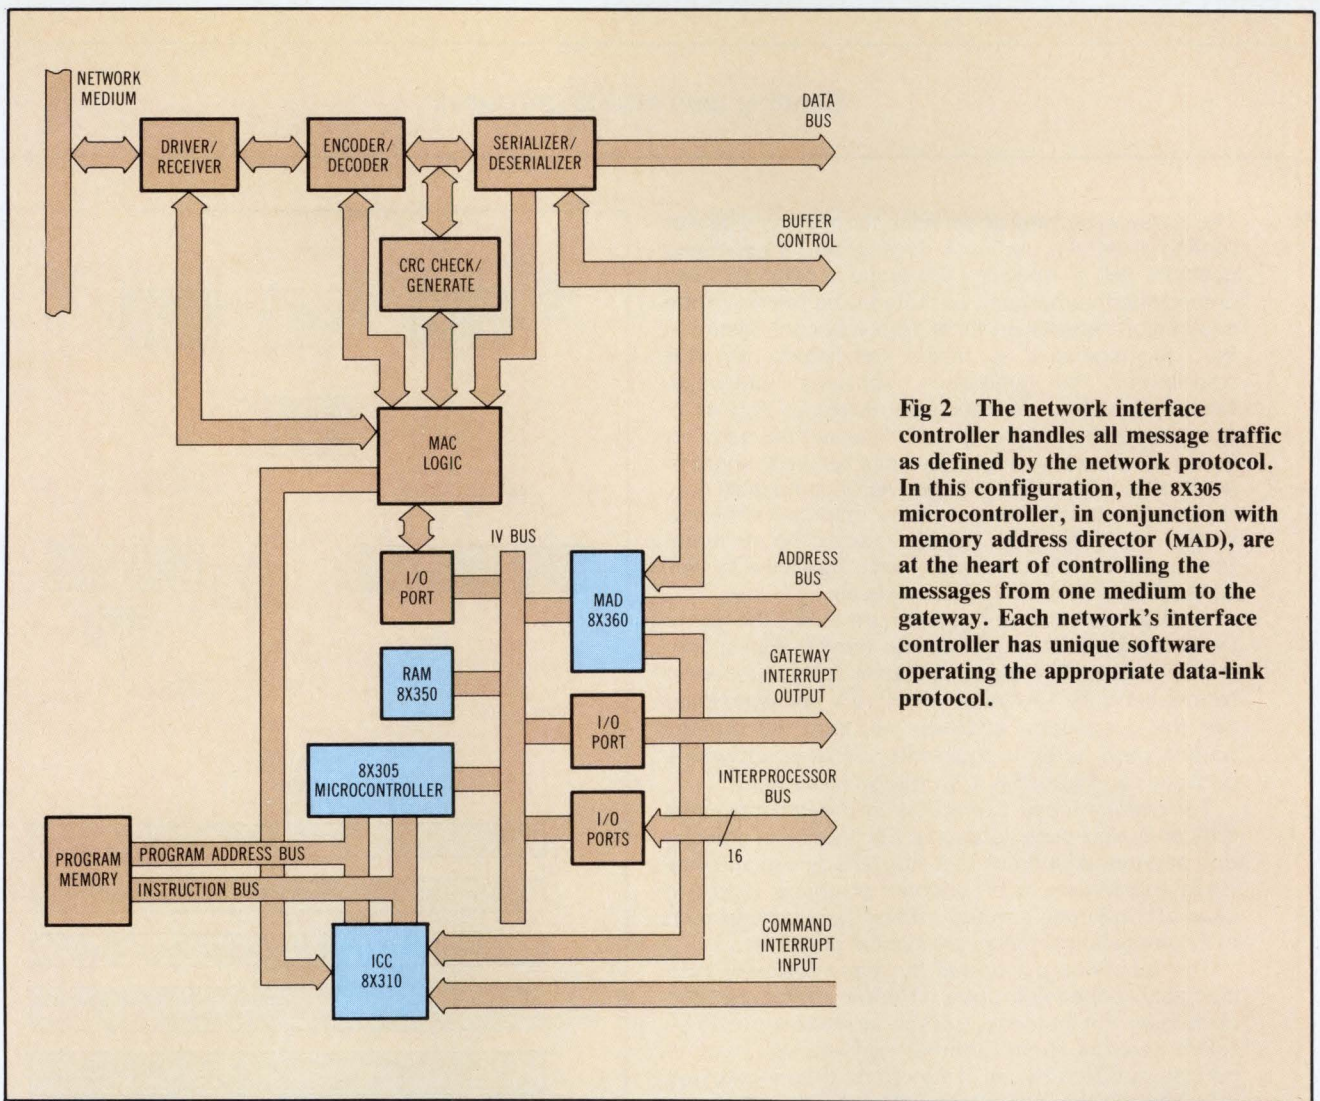 NETWORK
MEDIUM
DRIVER/
RECEIVER
ENCODER/
DECODER
SERIALIZER/
DESERIALIZER
DATA
BUS
CRC CHECK/
GENERATE
BUFFER
CONTROL
MAC
LOGIC
IV BUS
I/O
PORT
MAD
8X360
ADDRESS
BUS
RAM
8X350
I/O
PORT
GATEWAY
INTERRUPT
OUTPUT
8X305
MICROCONTROLLER
I/O
PORTS
INTERPROCESSOR
BUS
16
PROGRAM
MEMORY
PROGRAM ADDRESS BUS
INSTRUCTION BUS
ICC
8X310
COMMAND
INTERRUPT
INPUT
Fig 2 The network interface
controller handles all message traffic
as defined by the network protocol.
In this configuration, the 8X305
microcontroller, in conjunction with
memory address director (MAD), are
at the heart of controlling the
messages from one medium to the
gateway. Each network's interface
controller has unique software
operating the appropriate data-link
protocol.